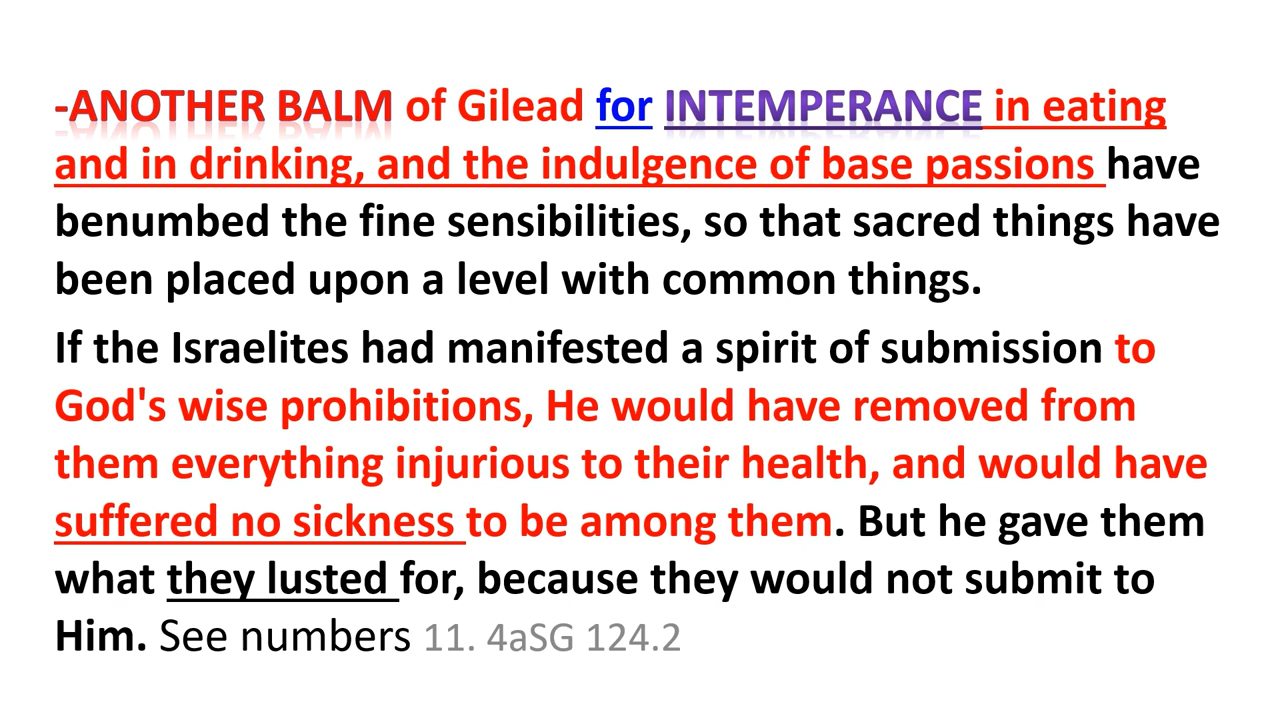 -ANOTHER BALM of Gilead for INTEMPERANCE in eating
and in drinking, and the indulgence of base passions have
benumbed the fine sensibilities, so that sacred things have
been placed upon a level with common things.
If the Israelites had manifested a spirit of submission to
God's wise prohibitions, He would have removed from
them everything injurious to their health, and would have
suffered no sickness to be among them. But he gave them
what they lusted for, because they would not submit to
Him. See numbers 11. 4aSG 124.2